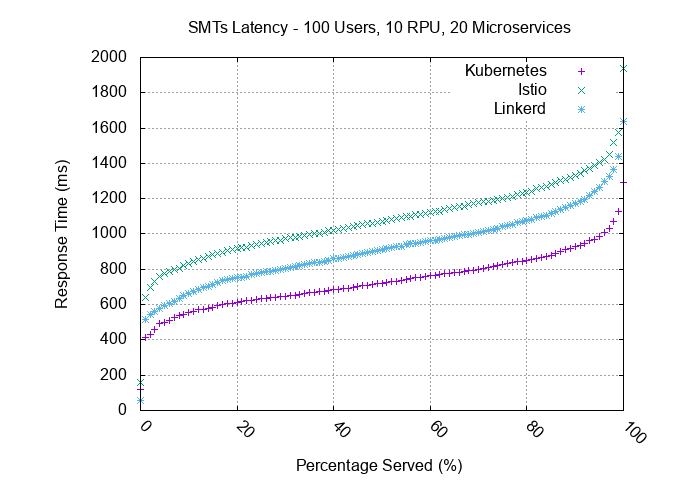 SMTs Latency - 100 Users, 10 RPU, 20 Microservices
2000
1800
1600
1400
1200
1000
800
600
400
200
0
Response Time (ms)
Kubernetes
Istio
Linkerd
0
20
40
60
80
100
Percentage Served (%)